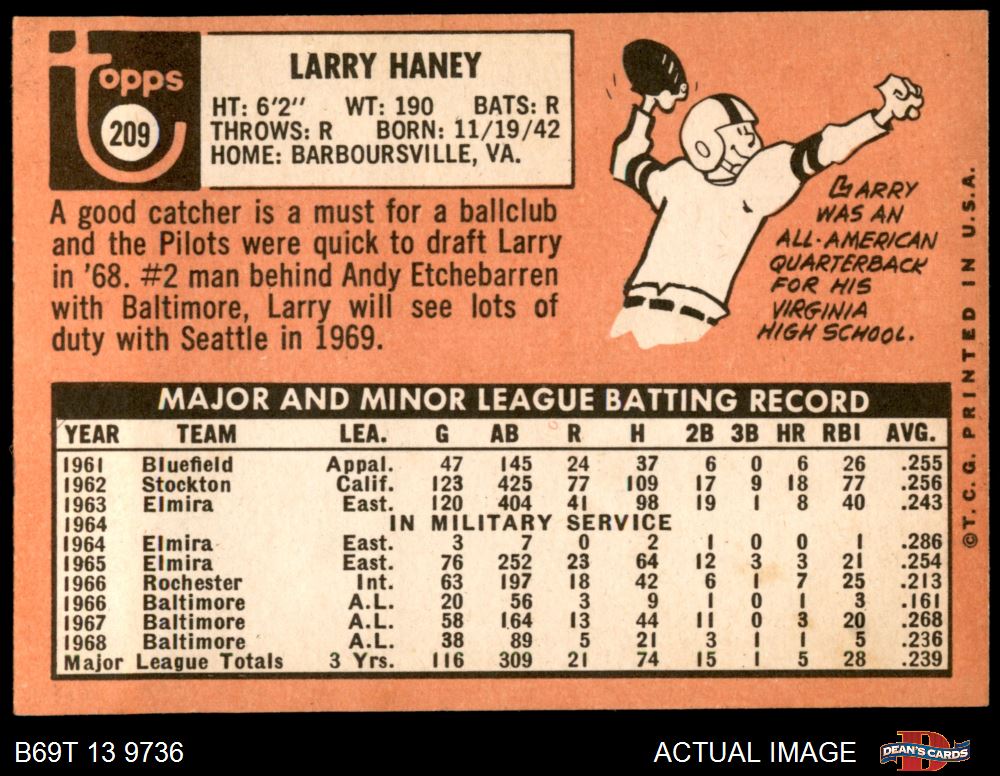 Topps
209
LARRY HANEY
HT: 6'2" WT: 190 BATS: R
THROWS: R BORN: 11/19/42
HOME: BARBOURSVILLE, VA.
A good catcher is a must for a ballclub
and the Pilots were quick to draft Larry
in '68. #2 man behind Andy Etchebarren
with Baltimore, Larry will see lots of
duty with Seattle in 1969.
LARRY
WAS AN
ALL-AMERICAN
QUARTERBACK
FOR HIS
VIRGINIA
HIGH SCHOOL.
©T.C.G. PRINTED IN U.S.A.
MAJOR AND MINOR LEAGUE BATTING RECORD
YEAR TEAM LEA. G AB R H 2B 3B HR RBI AVG.
1961 Bluefield Appal. 47 145 24 37 6 0 6 26 .255
1962 Stockton Calif. 123 425 77 109 17 9 18 77 .256
1963 Elmira East. 120 404 41 98 19 1 8 40 .243
1964 IN MILITARY SERVICE
1964 Elmira East. 3 7 0 2 1 0 0 1 .286
1965 Elmira East. 76 252 23 64 12 3 3 21 .254
1966 Rochester Int. 63 197 18 42 6 1 7 25 .213
1966 Baltimore A.L. 20 56 3 9 1 0 1 3 .161
1967 Baltimore A.L. 58 164 13 44 11 0 3 20 .268
1968 Baltimore A.L. 38 89 5 21 3 1 1 5 .236
Major League Totals 3 Yrs. 116 309 21 74 15 1 5 28 .239
B69T 13 9736
ACTUAL IMAGE
DEAN'S CARDS